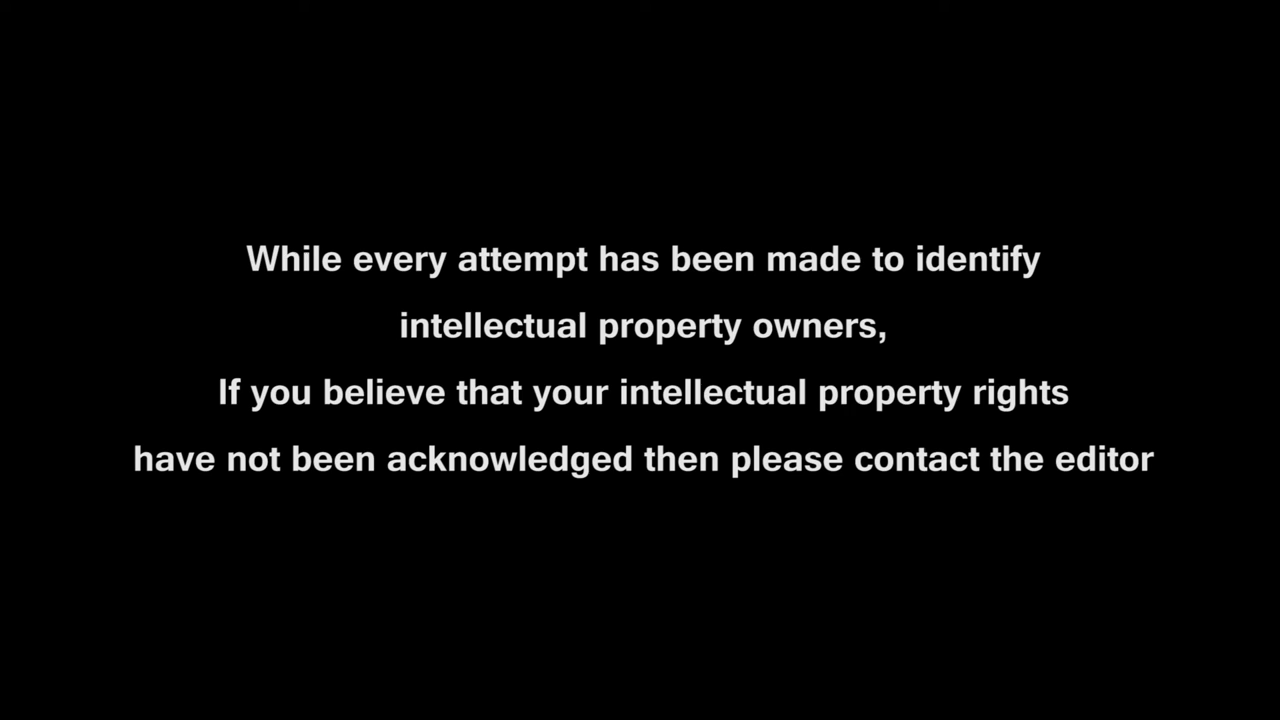 While every attempt has been made to identify
intellectual property owners,
If you believe that your intellectual property rights
have not been acknowledged then please contact the editor